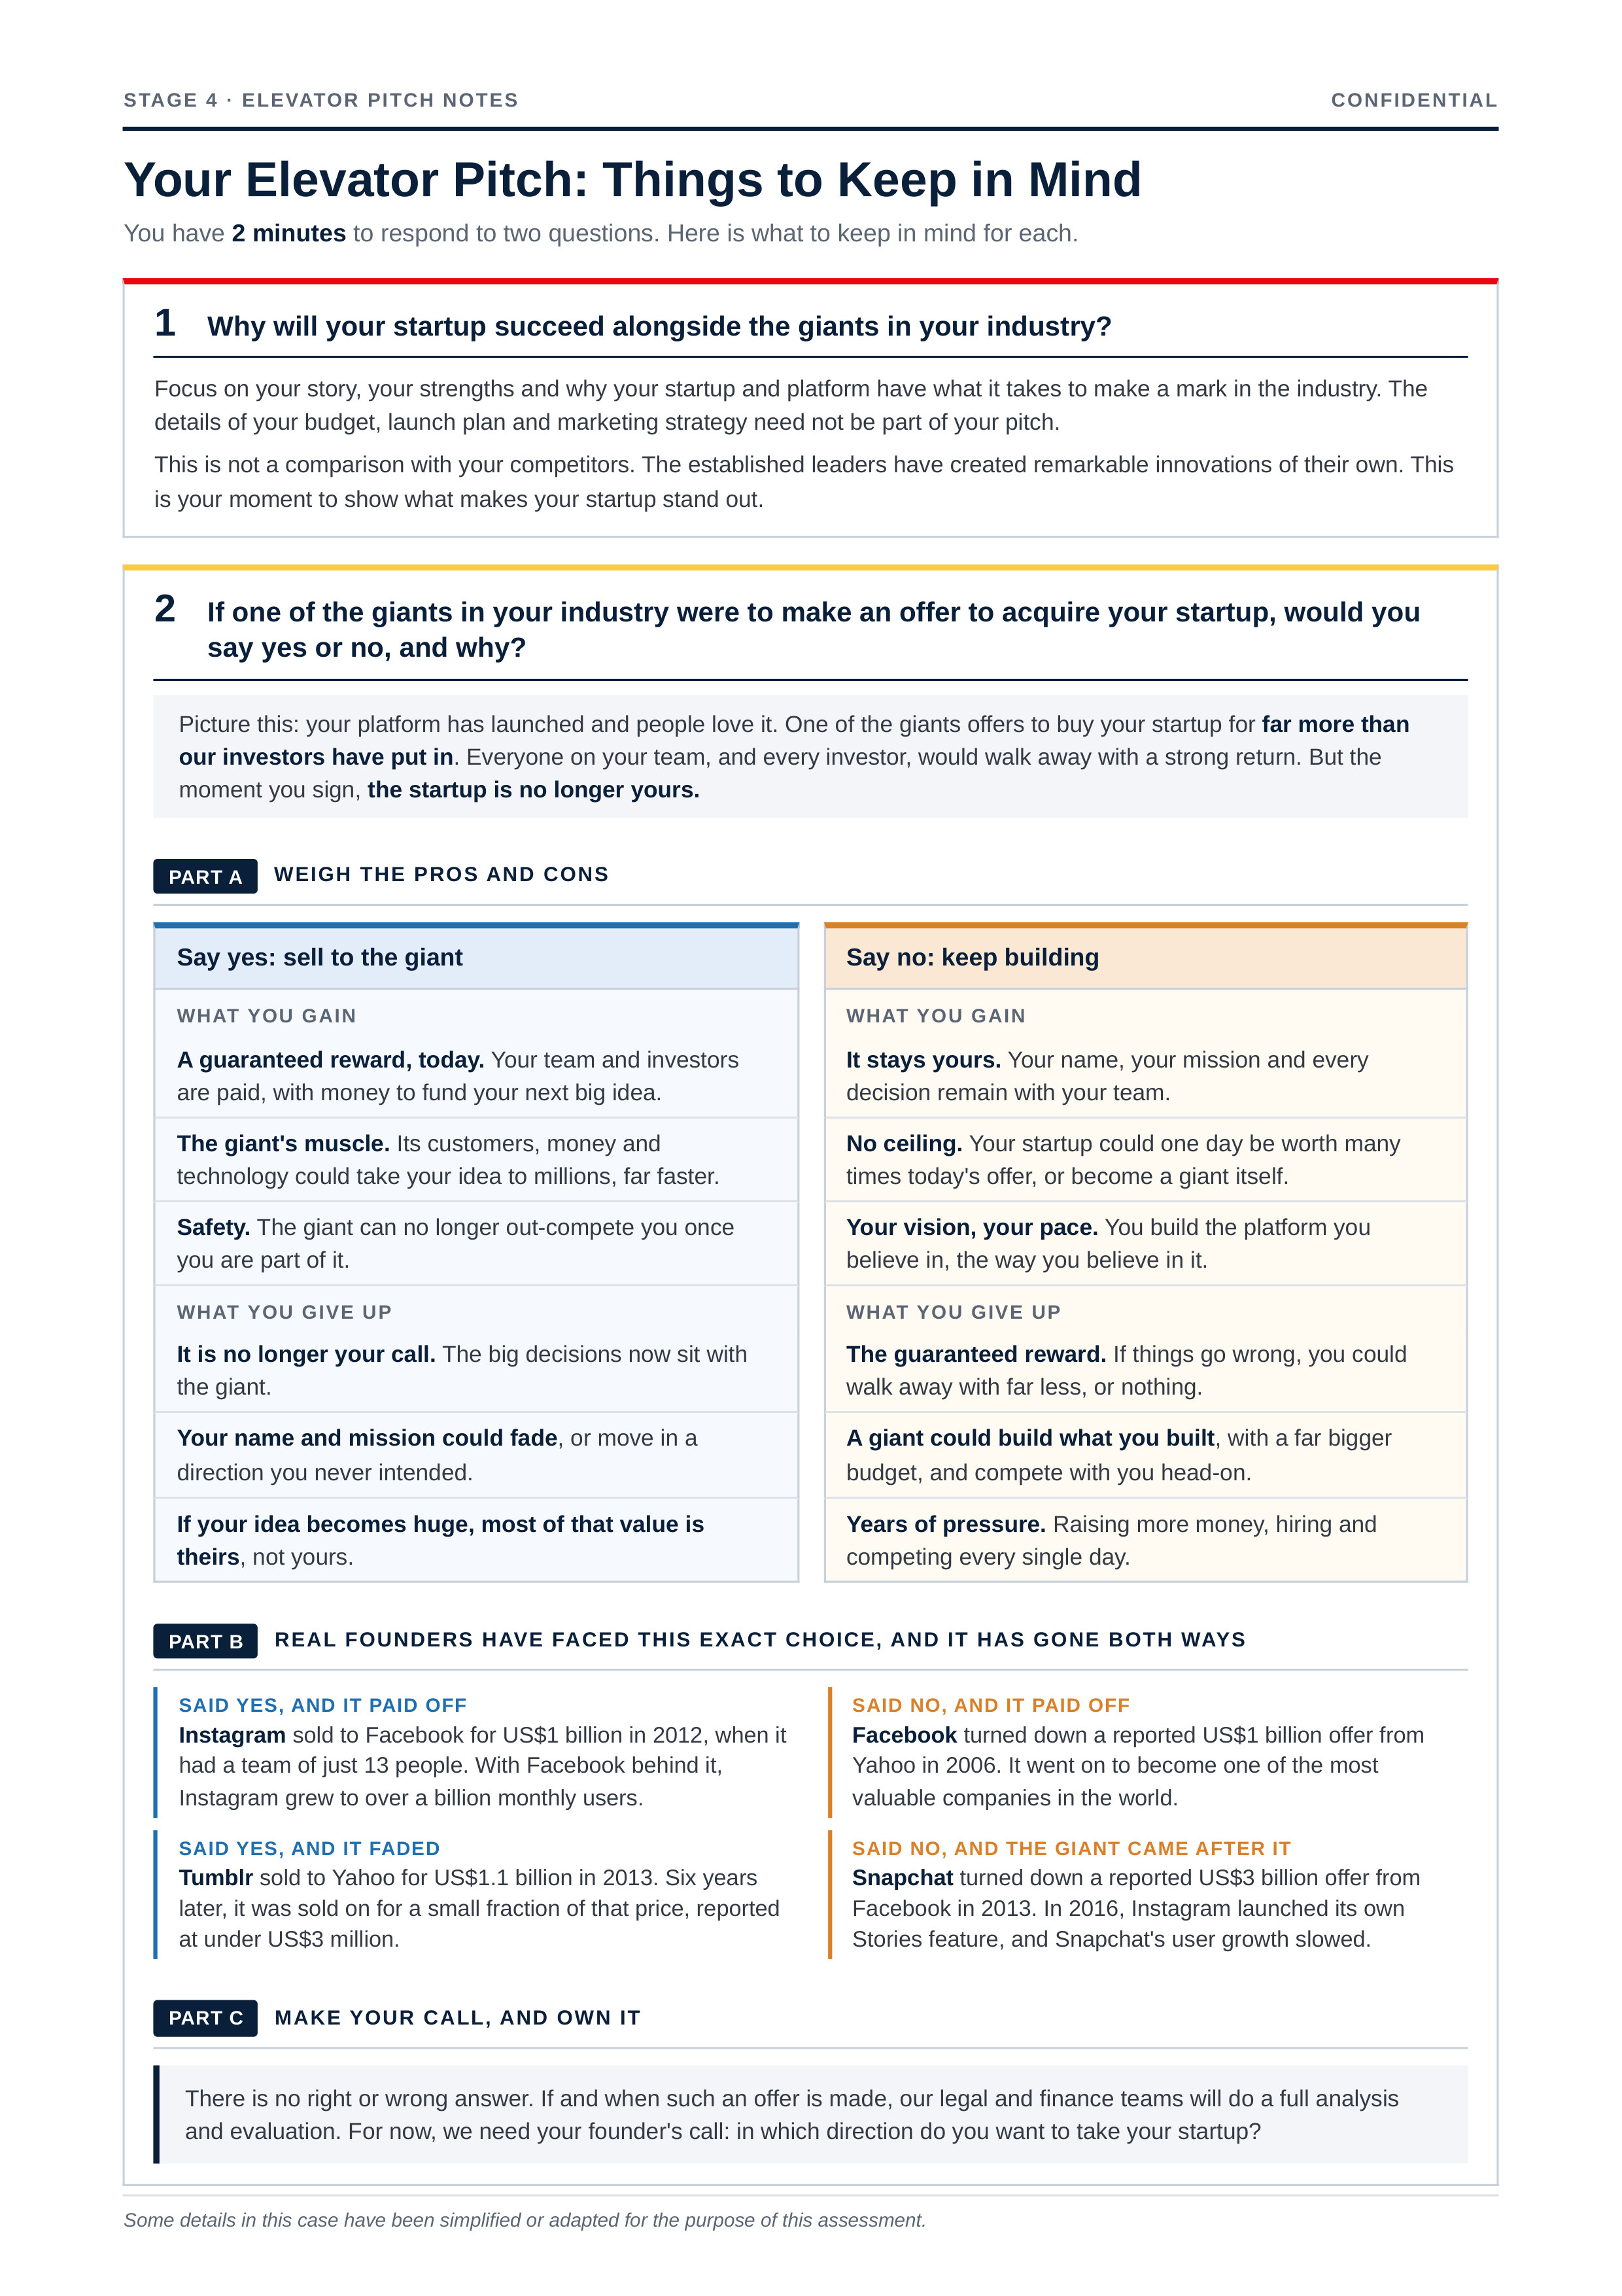 STAGE 4 · ELEVATOR PITCH NOTES
CONFIDENTIAL
Your Elevator Pitch: Things to Keep in Mind
You have 2 minutes to respond to two questions. Here is what to keep in mind for each.
1 Why will your startup succeed alongside the giants in your industry?
Focus on your story, your strengths and why your startup and platform have what it takes to make a mark in the industry. The
details of your budget, launch plan and marketing strategy need not be part of your pitch.
This is not a comparison with your competitors. The established leaders have created remarkable innovations of their own. This
is your moment to show what makes your startup stand out.
2 If one of the giants in your industry were to make an offer to acquire your startup, would you
say yes or no, and why?
Picture this: your platform has launched and people love it. One of the giants offers to buy your startup for far more than
our investors have put in. Everyone on your team, and every investor, would walk away with a strong return. But the
moment you sign, the startup is no longer yours.
PART A WEIGH THE PROS AND CONS
Say yes: sell to the giant
WHAT YOU GAIN
A guaranteed reward, today. Your team and investors
are paid, with money to fund your next big idea.
The giant's muscle. Its customers, money and
technology could take your idea to millions, far faster.
Safety. The giant can no longer out-compete you once
you are part of it.
WHAT YOU GIVE UP
It is no longer your call. The big decisions now sit with
the giant.
Your name and mission could fade, or move in a
direction you never intended.
If your idea becomes huge, most of that value is
theirs, not yours.
Say no: keep building
WHAT YOU GAIN
It stays yours. Your name, your mission and every
decision remain with your team.
No ceiling. Your startup could one day be worth many
times today's offer, or become a giant itself.
Your vision, your pace. You build the platform you
believe in, the way you believe in it.
WHAT YOU GIVE UP
The guaranteed reward. If things go wrong, you could
walk away with far less, or nothing.
A giant could build what you built, with a far bigger
budget, and compete with you head-on.
Years of pressure. Raising more money, hiring and
competing every single day.
PART B REAL FOUNDERS HAVE FACED THIS EXACT CHOICE, AND IT HAS GONE BOTH WAYS
SAID YES, AND IT PAID OFF
Instagram sold to Facebook for US$1 billion in 2012, when it
had a team of just 13 people. With Facebook behind it,
Instagram grew to over a billion monthly users.
SAID NO, AND IT PAID OFF
Facebook turned down a reported US$1 billion offer from
Yahoo in 2006. It went on to become one of the most
valuable companies in the world.
SAID YES, AND IT FADED
Tumblr sold to Yahoo for US$1.1 billion in 2013. Six years
later, it was sold on for a small fraction of that price, reported
at under US$3 million.
SAID NO, AND THE GIANT CAME AFTER IT
Snapchat turned down a reported US$3 billion offer from
Facebook in 2013. In 2016, Instagram launched its own
Stories feature, and Snapchat's user growth slowed.
PART C MAKE YOUR CALL, AND OWN IT
There is no right or wrong answer. If and when such an offer is made, our legal and finance teams will do a full analysis
and evaluation. For now, we need your founder's call: in which direction do you want to take your startup?
Some details in this case have been simplified or adapted for the purpose of this assessment.